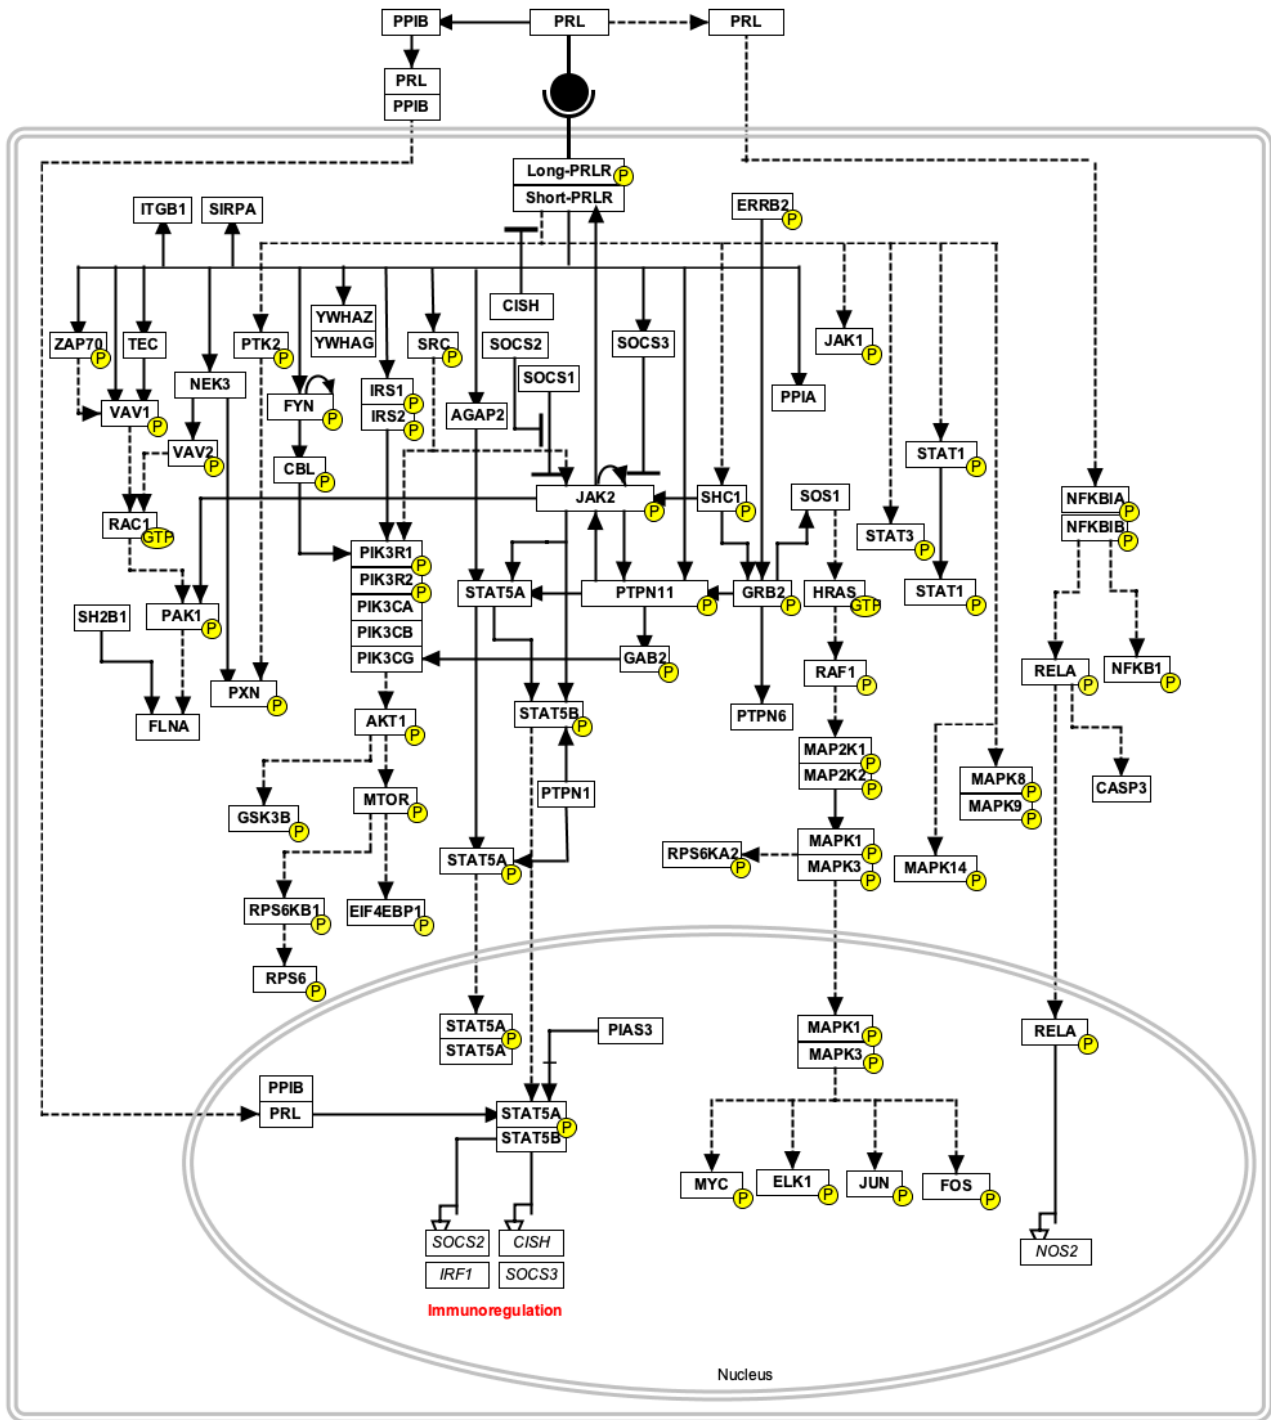 PPIB
PRL
PRL
PRL
PPIB
Long-PRLR P
Short-PRLR
ITGB1
SIRPA
ERRB2 P
CISH
YWHAZ
YWHAG
ZAP70 P
TEC
PTK2 P
SRC P
SOCS2
SOCS3
JAK1 P
SOCS1
NEK3
IRS1 P
IRS2 P
PPIA
FYN P
VAV1 P
AGAP2
VAV2 P
CBL P
STAT1 P
JAK2 P
SHC1 P
SOS1
NFKBIA P
NFKBIB P
RAC1 GTP
STAT3 P
PIK3R1 P
PIK3R2 P
PIK3CA
PIK3CB
PIK3CG
STAT5A
PTPN11 P
GRB2 P
HRAS GTP
STAT1 P
SH2B1
PAK1 P
GAB2 P
RAF1 P
RELA P
NFKB1 P
PXN P
FLNA
AKT1 P
STAT5B P
PTPN6
MAP2K1 P
MAP2K2 P
MAPK8 P
MAPK9 P
CASP3
MTOR P
PTPN1
GSK3B P
MAPK1 P
MAPK3 P
RPS6KA2 P
STAT5A P
MAPK14 P
RPS6KB1 P
EIF4EBP1 P
RPS6 P
STAT5A P
STAT5A
PIAS3
MAPK1 P
MAPK3 P
RELA P
PPIB
PRL
STAT5A P
STAT5B
MYC P
ELK1 P
JUN P
FOS P
SOCS2
CISH
NOS2
IRF1
SOCS3
Immunoregulation
Nucleus